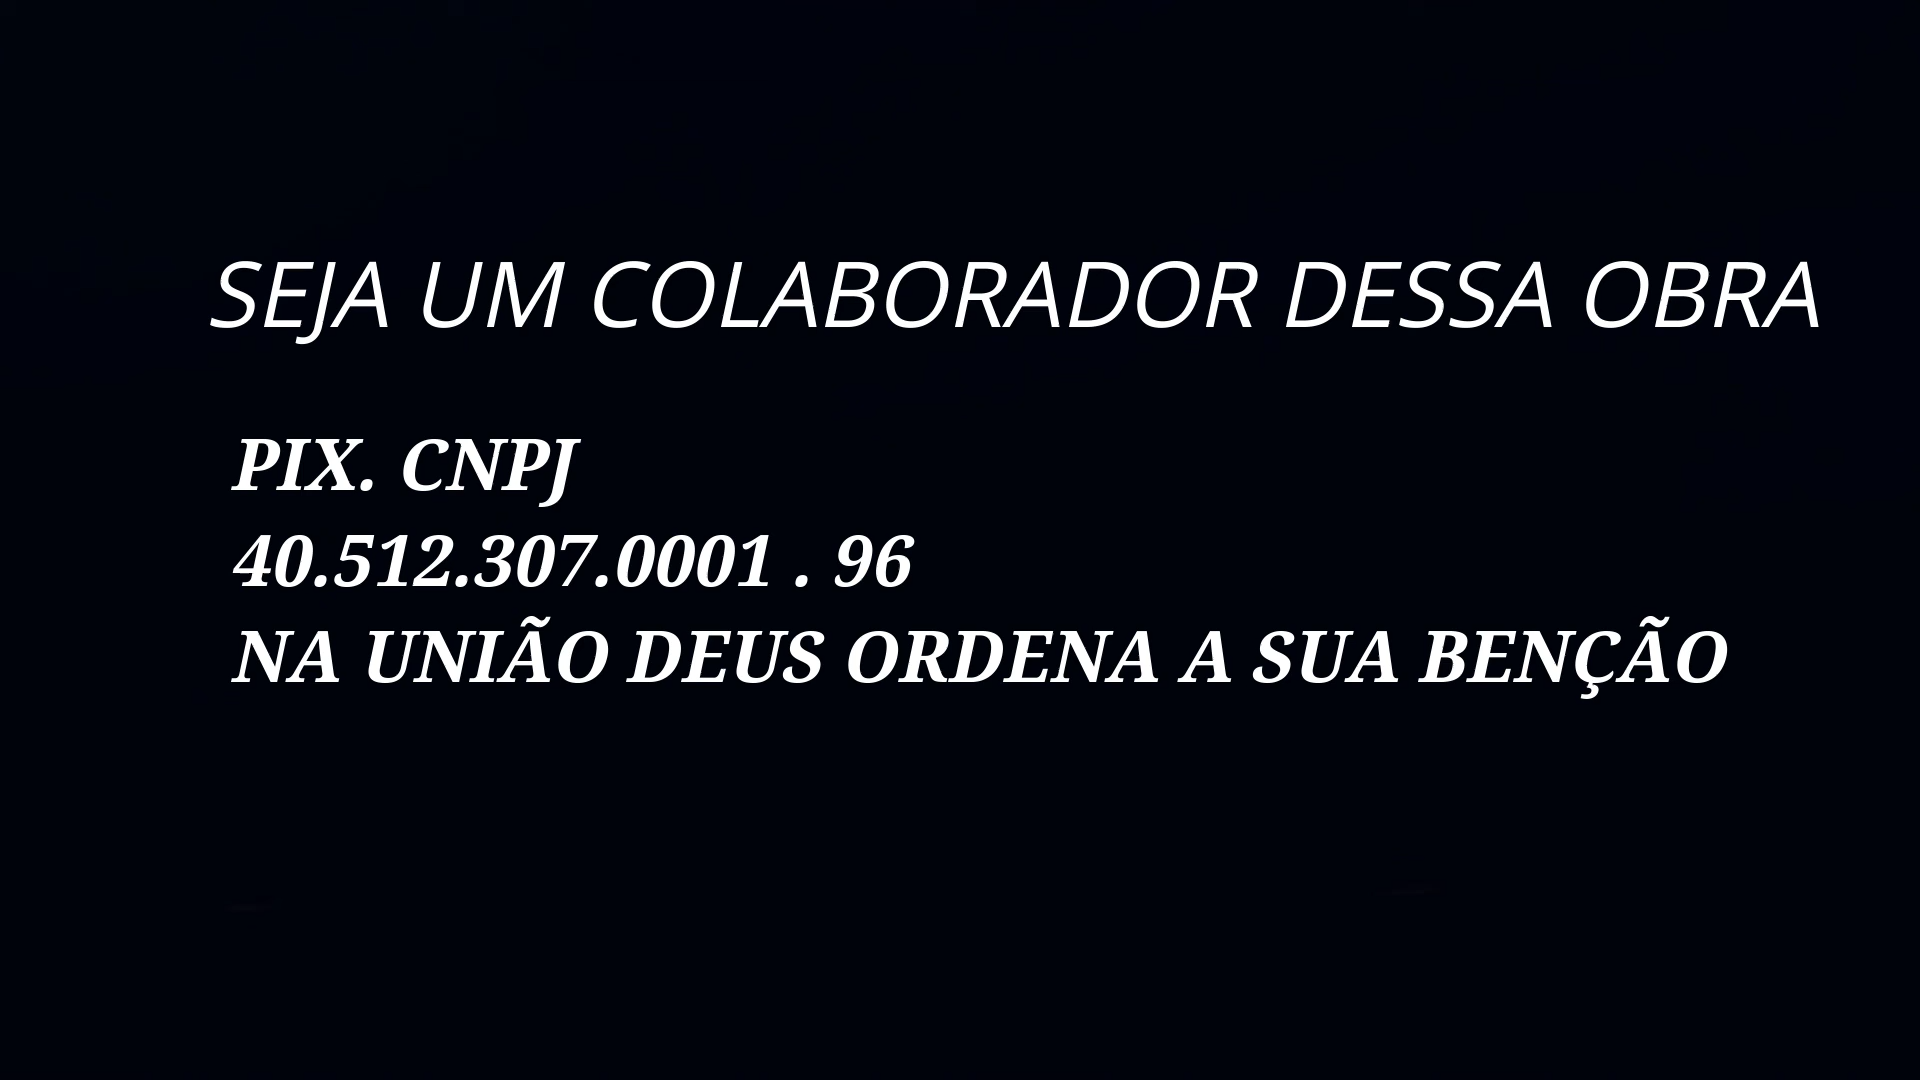 SEJA UM COLABORADOR DESSA OBRA
PIX. CNPJ
40.512.307.0001 . 96
NA UNIÃO DEUS ORDENA A SUA BENÇÃO